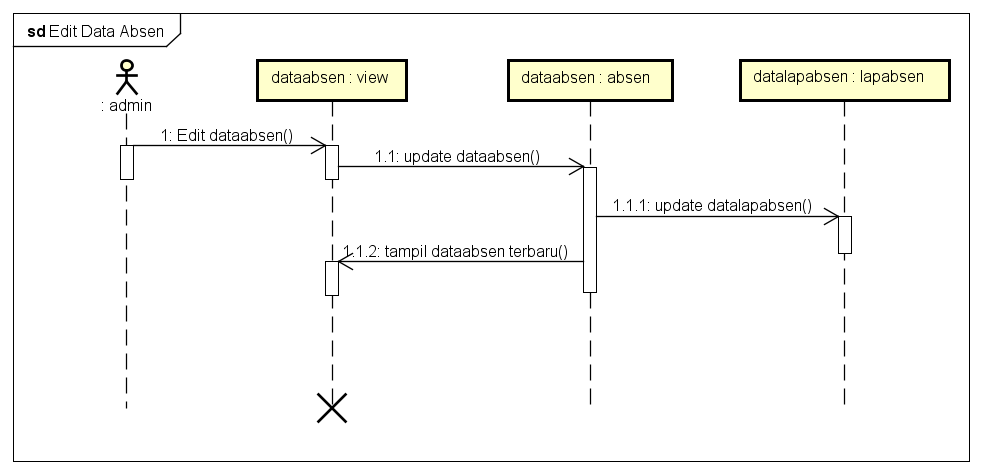 sd Edit Data Absen
: admin
dataabsen : view
dataabsen : absen
datalapabsen : lapabsen
1: Edit dataabsen()
1.1: update dataabsen()
1.1.1: update datalapabsen()
1.1.2: tampil dataabsen terbaru()